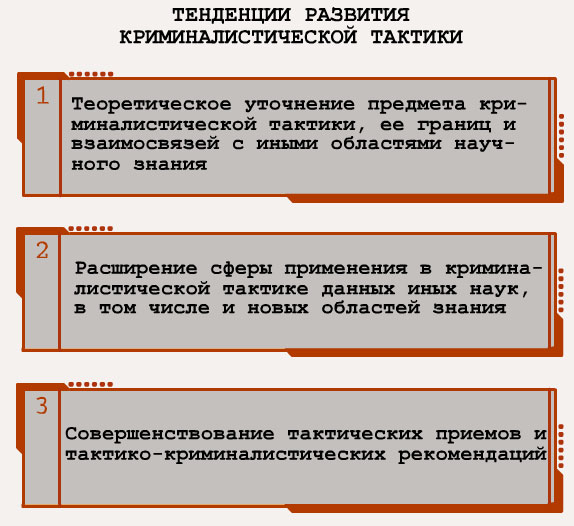 ТЕНДЕНЦИИ РАЗВИТИЯ
КРИМИНАЛИСТИЧЕСКОЙ ТАКТИКИ
1
Теоретическое уточнение предмета кри-
миналистической тактики, ее границ и
взаимосвязей с иными областями науч-
ного знания
2
Расширение сферы применения в кримина-
листической тактике данных иных наук,
в том числе и новых областей знания
3
Совершенствование тактических приемов и
тактико-криминалистических рекомендаций